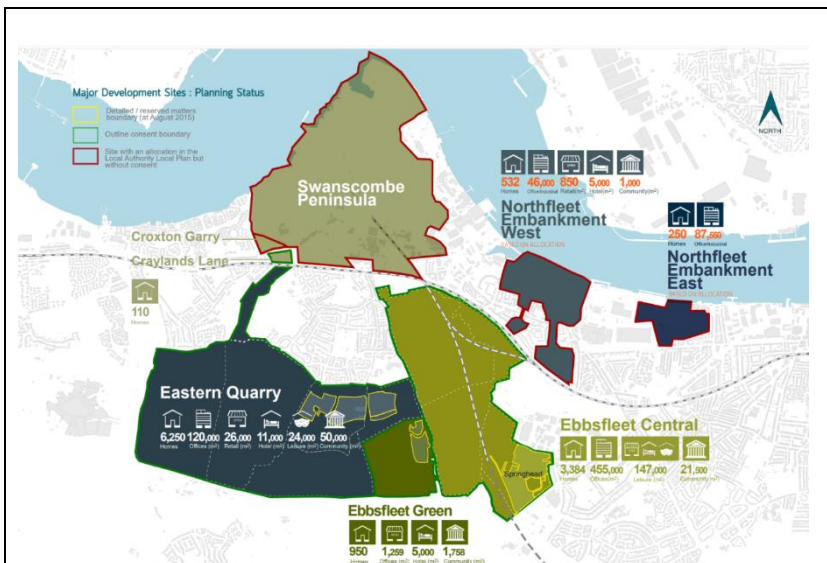 Major Development Sites : Planning Status
Detailed / reserved matters
boundary (at August 2015)
Outline consent boundary
Site with an allocation in the
Local Authority Local Plan but
without consent
NORTH
Swanscombe
Peninsula
532 46,000 850 5,000 1,000
Homes Retail(m²) Hotel(m²) Community(m²)
Northfleet
Embankment
West
BASED ON ALLOCATION
250 87,550
Homes
Northfleet
Embankment
East
BASED ON ALLOCATION
Croxton Garry
Craylands Lane
110
Homes
Eastern Quarry
6,250 120,000 26,000 11,000 24,000 50,000
Homes Offices (m²) Retail (m²) Hotel (m²) Leisure (m²) Community (m²)
Ebbsfleet Central
3,384 455,000 147,000 21,500
Homes Offices(m²) Leisure (m²) Community(m²)
Springhead
Ebbsfleet Green
950 1,259 5,000 1,758
Homes Offices (m²) Hotel (m²) Community (m²)